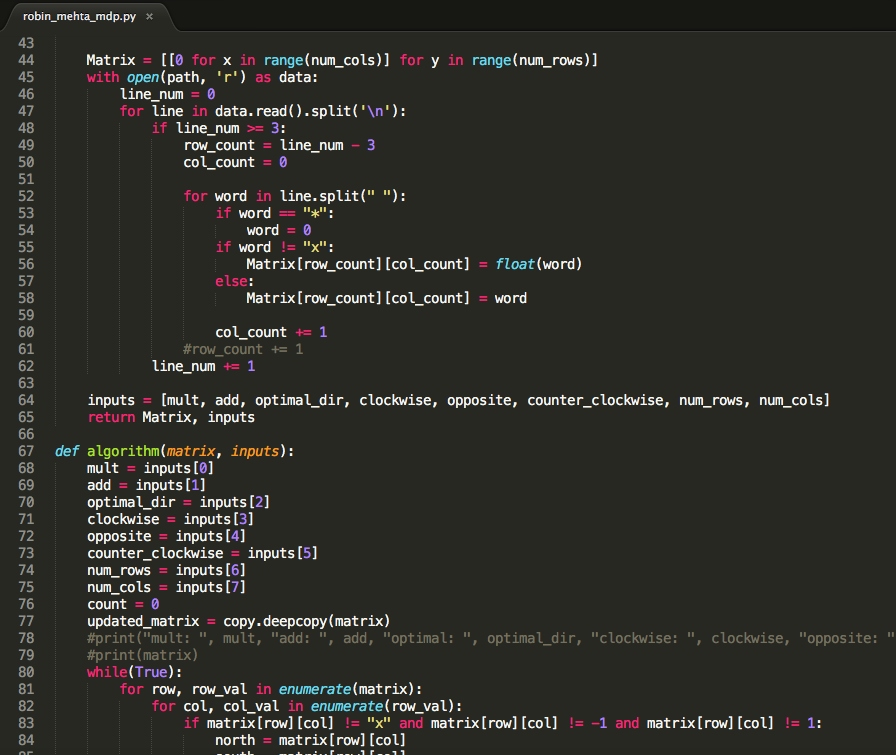 robin_mehta_mdp.py ×
43
44 Matrix = [[0 for x in range(num_cols)] for y in range(num_rows)]
45 with open(path, 'r') as data:
46 line_num = 0
47 for line in data.read().split('\n'):
48 if line_num >= 3:
49 row_count = line_num - 3
50 col_count = 0
51
52 for word in line.split(" "):
53 if word == "*":
54 word = 0
55 if word != "x":
56 Matrix[row_count][col_count] = float(word)
57 else:
58 Matrix[row_count][col_count] = word
59
60 col_count += 1
61 #row_count += 1
62 line_num += 1
63
64 inputs = [mult, add, optimal_dir, clockwise, opposite, counter_clockwise, num_rows, num_cols]
65 return Matrix, inputs
66
67 def algorithm(matrix, inputs):
68 mult = inputs[0]
69 add = inputs[1]
70 optimal_dir = inputs[2]
71 clockwise = inputs[3]
72 opposite = inputs[4]
73 counter_clockwise = inputs[5]
74 num_rows = inputs[6]
75 num_cols = inputs[7]
76 count = 0
77 updated_matrix = copy.deepcopy(matrix)
78 #print("mult: ", mult, "add: ", add, "optimal: ", optimal_dir, "clockwise: ", clockwise, "opposite: "
79 #print(matrix)
80 while(True):
81 for row, row_val in enumerate(matrix):
82 for col, col_val in enumerate(row_val):
83 if matrix[row][col] != "x" and matrix[row][col] != -1 and matrix[row][col] != 1:
84 north = matrix[row][col]